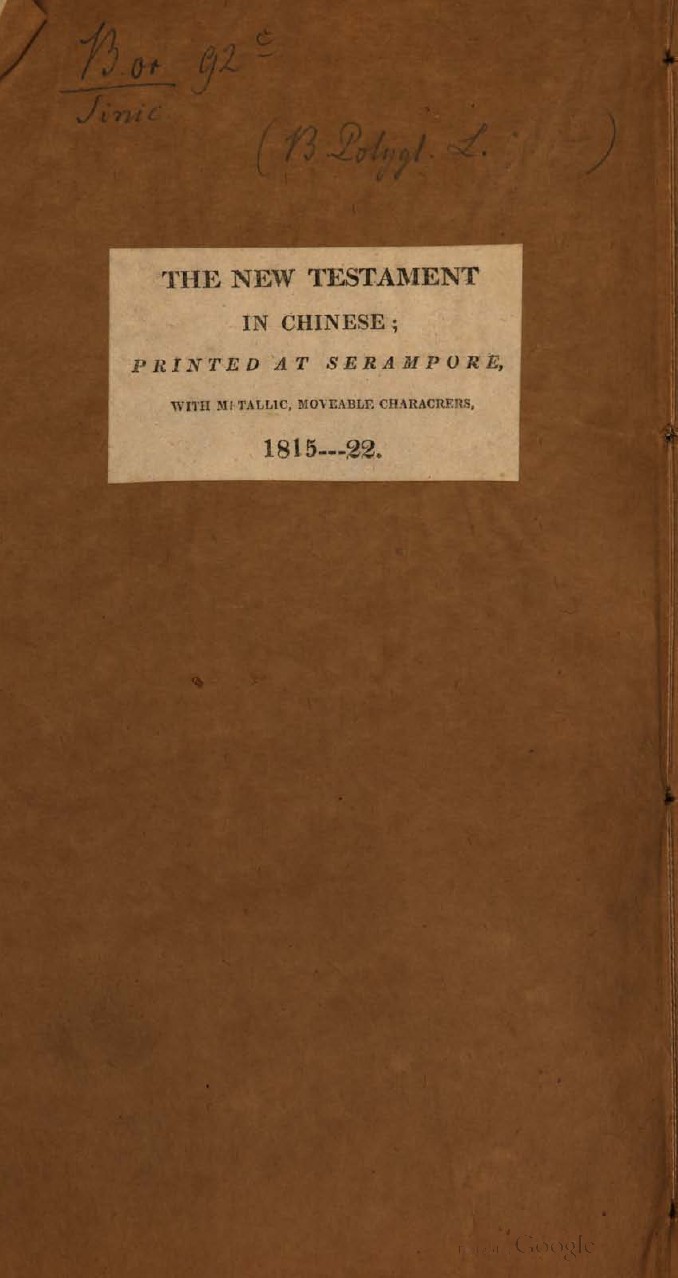 B or 92 c
Sinic
(B Polygl. L. )
THE NEW TESTAMENT
IN CHINESE;
PRINTED AT SERAMPORE,
WITH METALLIC, MOVEABLE CHARACRERS,
1815---22.
Google